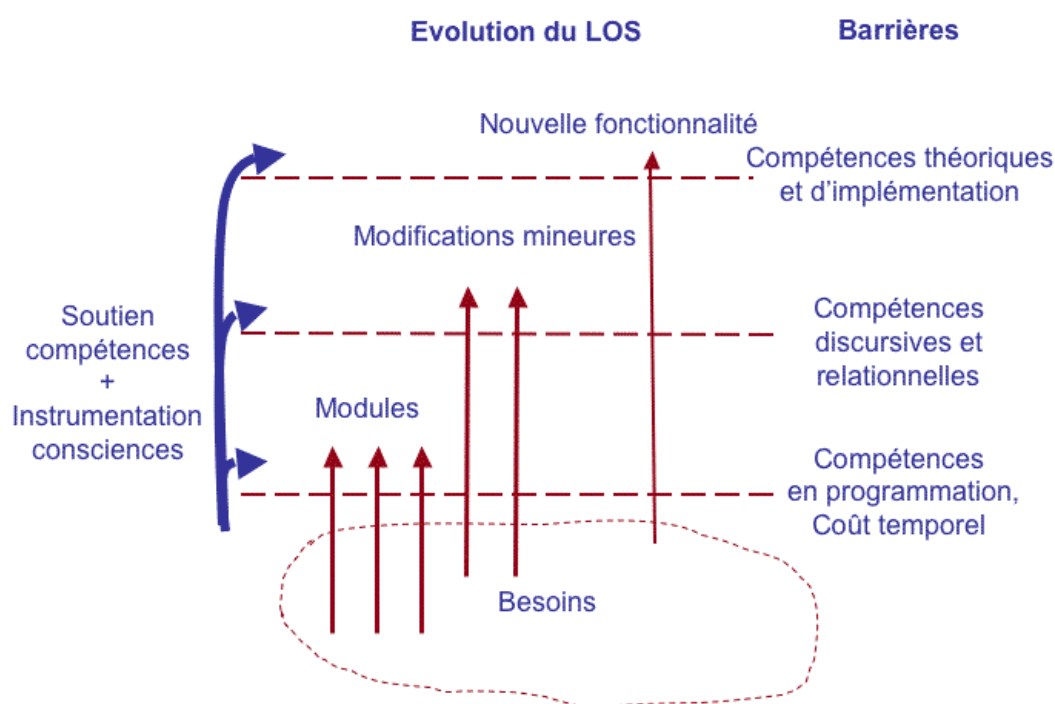 Evolution du LOS
Barrières
Nouvelle fonctionnalité
Compétences théoriques
et d’implémentation
Modifications mineures
Soutien
compétences
+
Instrumentation
consciences
Compétences
discursives et
relationnelles
Modules
Compétences
en programmation,
Coût temporel
Besoins